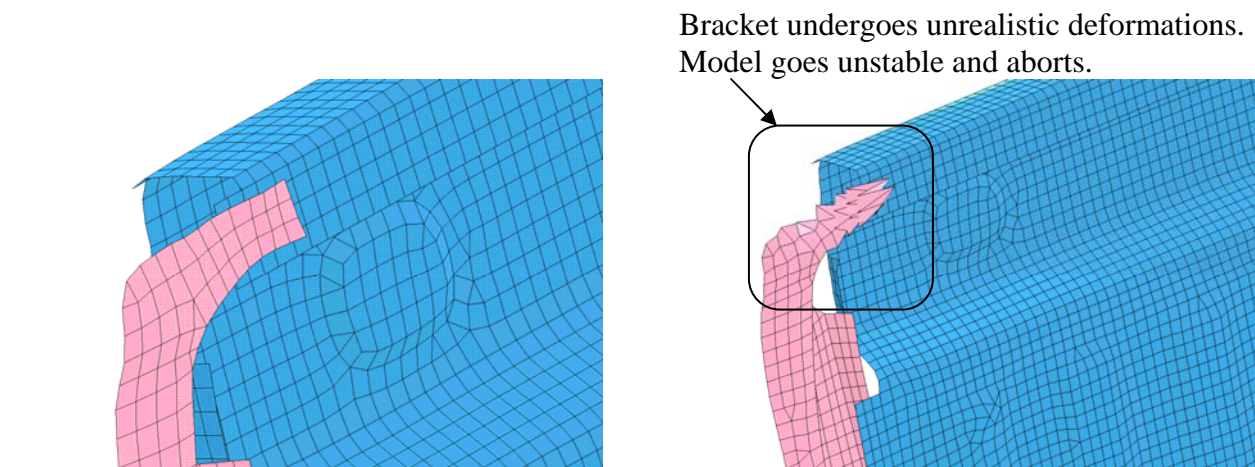 Bracket undergoes unrealistic deformations.
Model goes unstable and aborts.